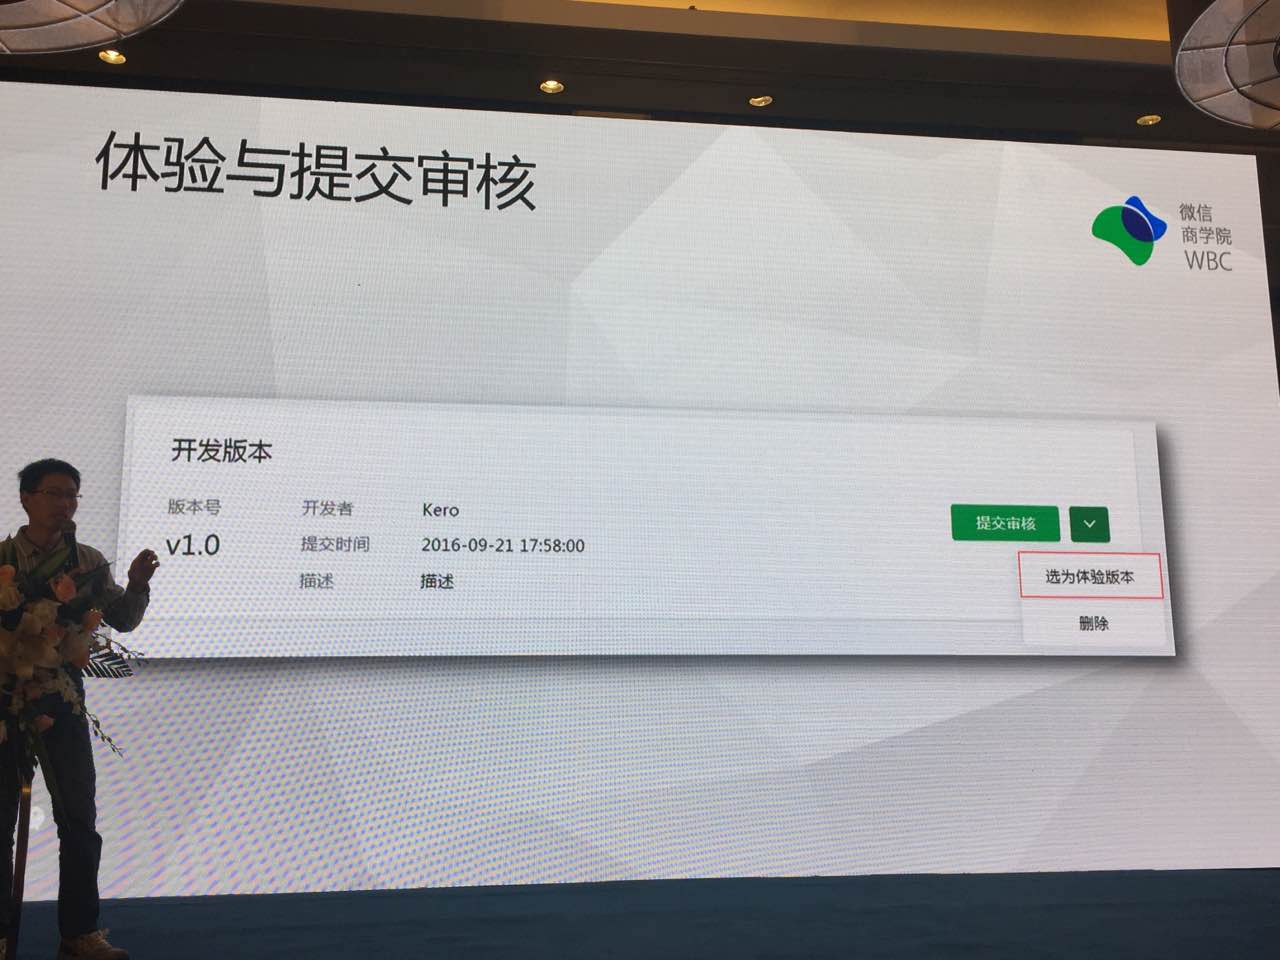 体验与提交审核
微信
商学院
WBC
开发版本
版本号
v1.0
开发者 Kero
提交时间 2016-09-21 17:58:00
描述 描述
提交审核
选为体验版本
删除